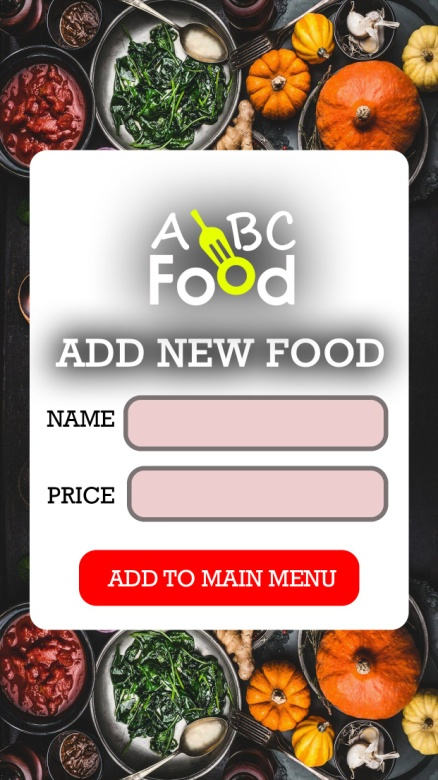 ABC
Food
ADD NEW FOOD
NAME
PRICE
ADD TO MAIN MENU